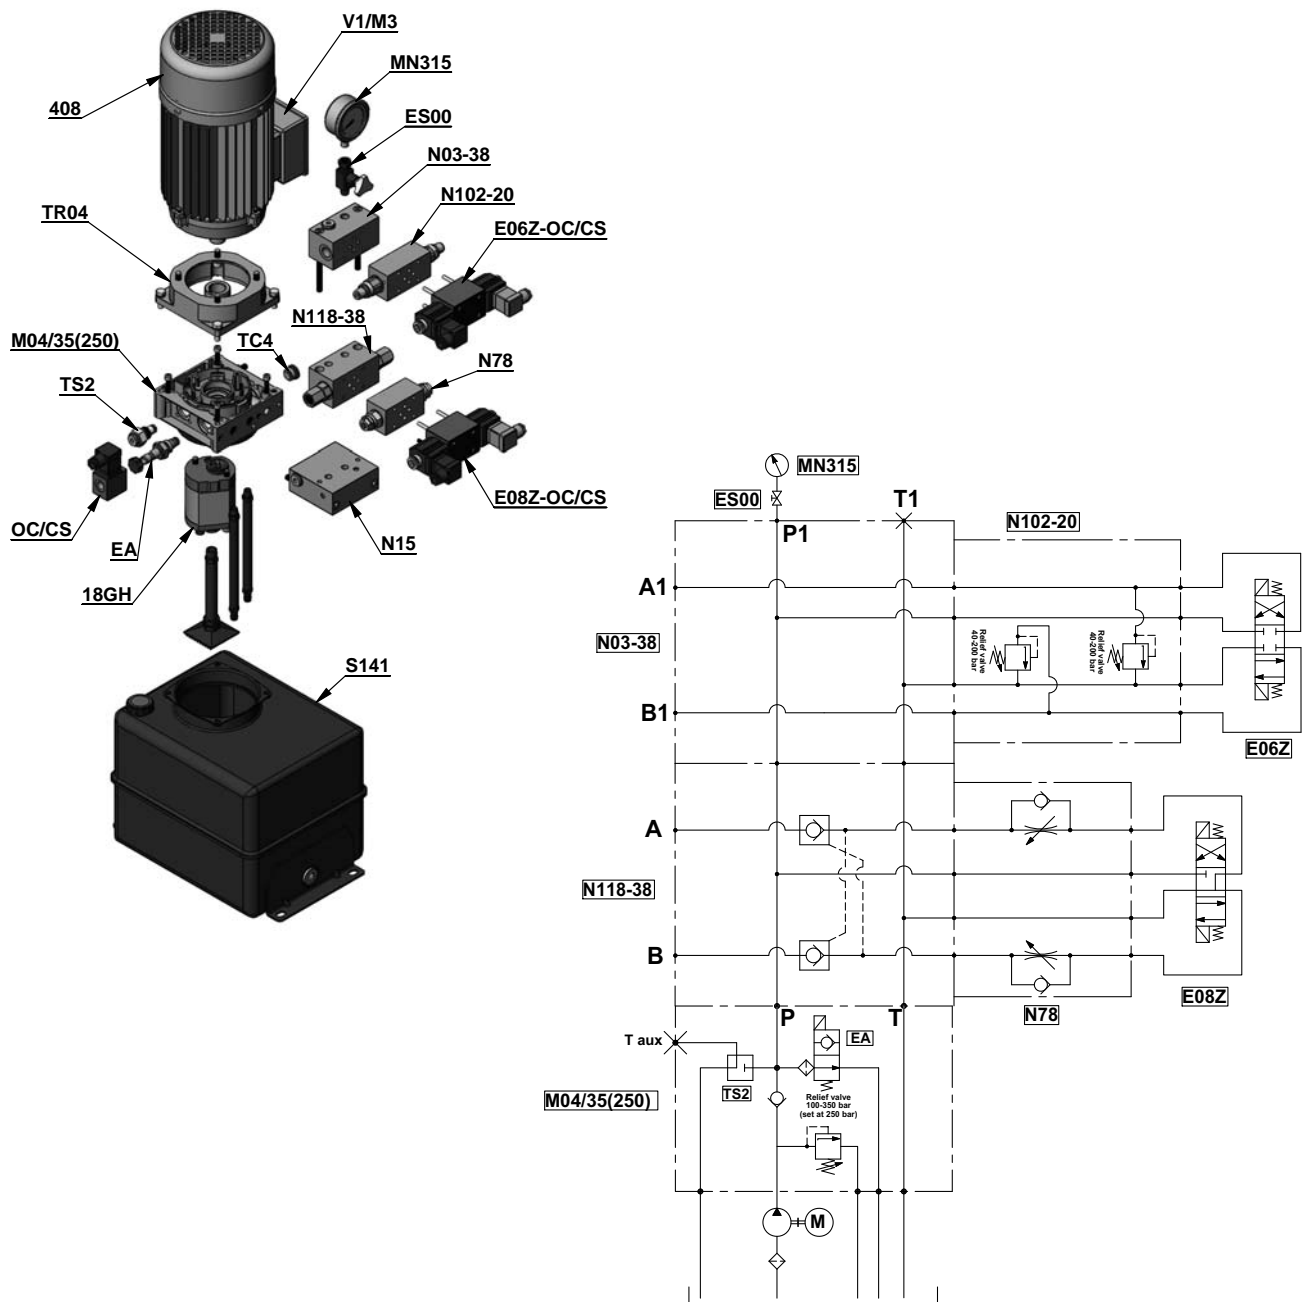 V1/M3
MN315
408
ES00
N03-38
N102-20
TR04
E06Z-OC/CS
N118-38
M04/35(250)
TC4
N78
TS2
OC/CS
EA
E08Z-OC/CS
N15
18GH
S141
MN315
ES00
T1
P1
N102-20
A1
N03-38
Relief valve
40-200 bar
Relief valve
40-200 bar
B1
E06Z
A
N118-38
B
E08Z
N78
P
T
T aux
EA
TS2
M04/35(250)
Relief valve
100-350 bar
(set at 250 bar)
M